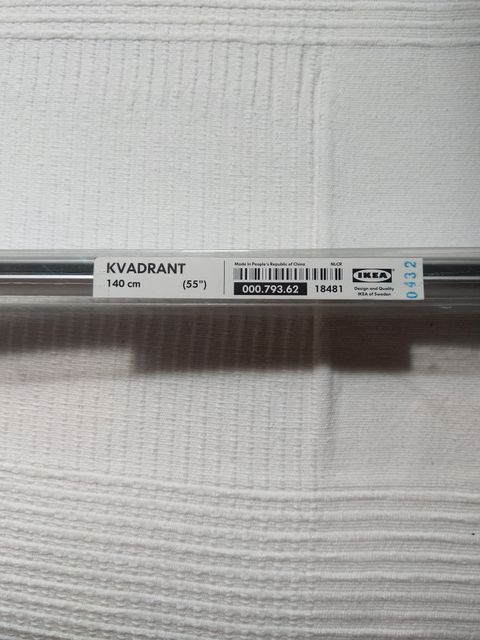 KVADRANT
140 cm (55")
Made in People's Republic of China NLCR
000.793.62 18481
IKEA
Design and Quality
IKEA of Sweden
0432